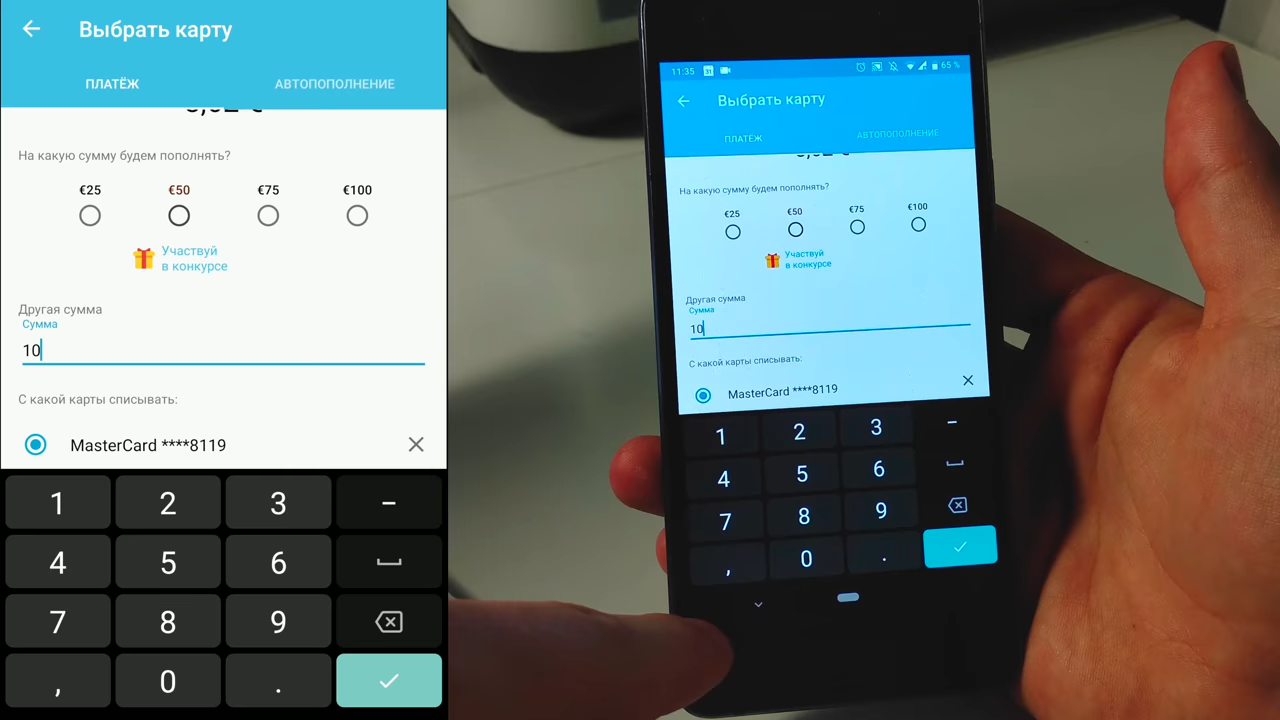 Выбрать карту
ПЛАТЁЖ АВТОПОПОЛНЕНИЕ
На какую сумму будем пополнять?
€25 €50 €75 €100
Участвуй
в конкурсе
Другая сумма
Сумма
10
С какой карты списывать:
MasterCard ****8119
1 2 3 –
4 5 6
7 8 9
, 0 .
11:35 31 65 %
Выбрать карту
ПЛАТЁЖ АВТОПОПОЛНЕНИЕ
На какую сумму будем пополнять?
€25 €50 €75 €100
Участвуй
в конкурсе
Другая сумма
Сумма
10
С какой карты списывать:
MasterCard ****8119
1 2 3 –
4 5 6
7 8 9
, 0 .